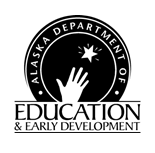 ALASKA DEPARTMENT OF
EDUCATION
& EARLY DEVELOPMENT